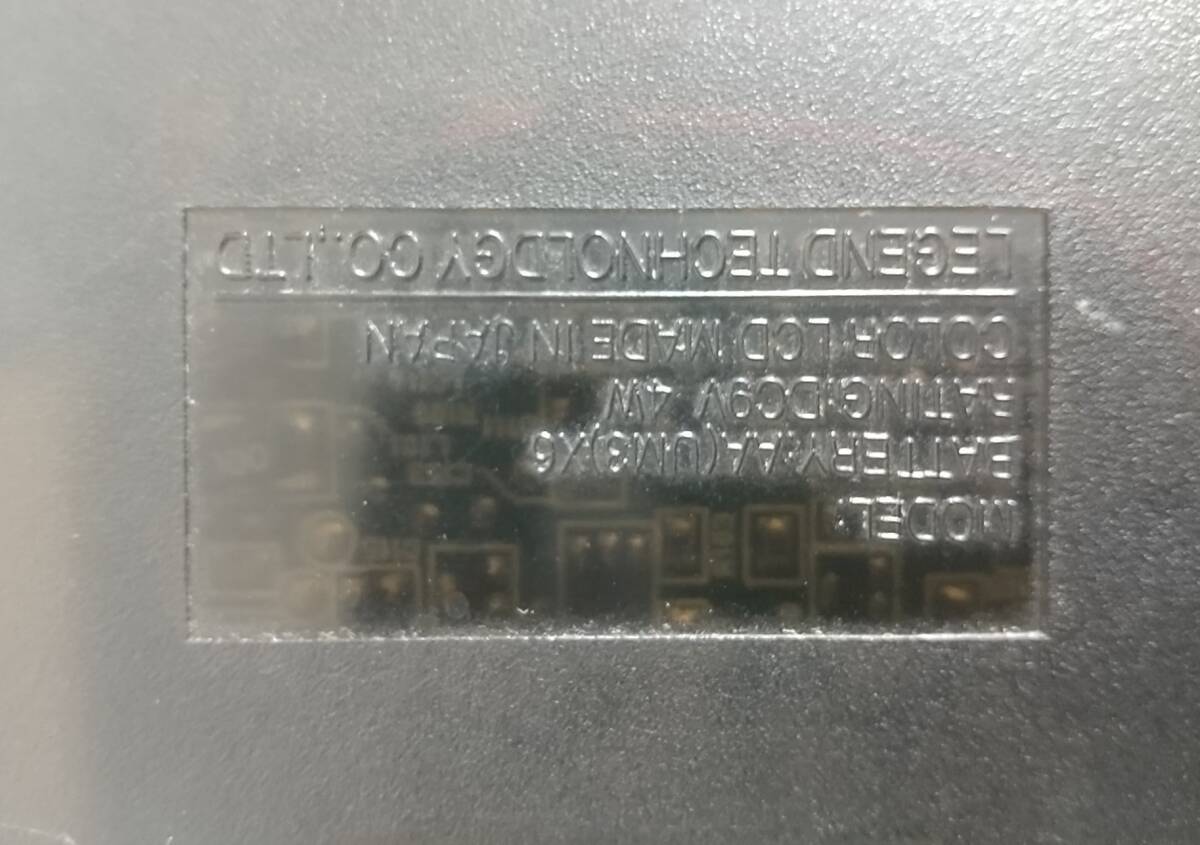 MODEL:
BATTERY:AA(UM3)X6
RATING:DC9V 4W
COLOR LCD MADE IN JAPAN
LEGEND TECHNOLDGY CO.,LTD